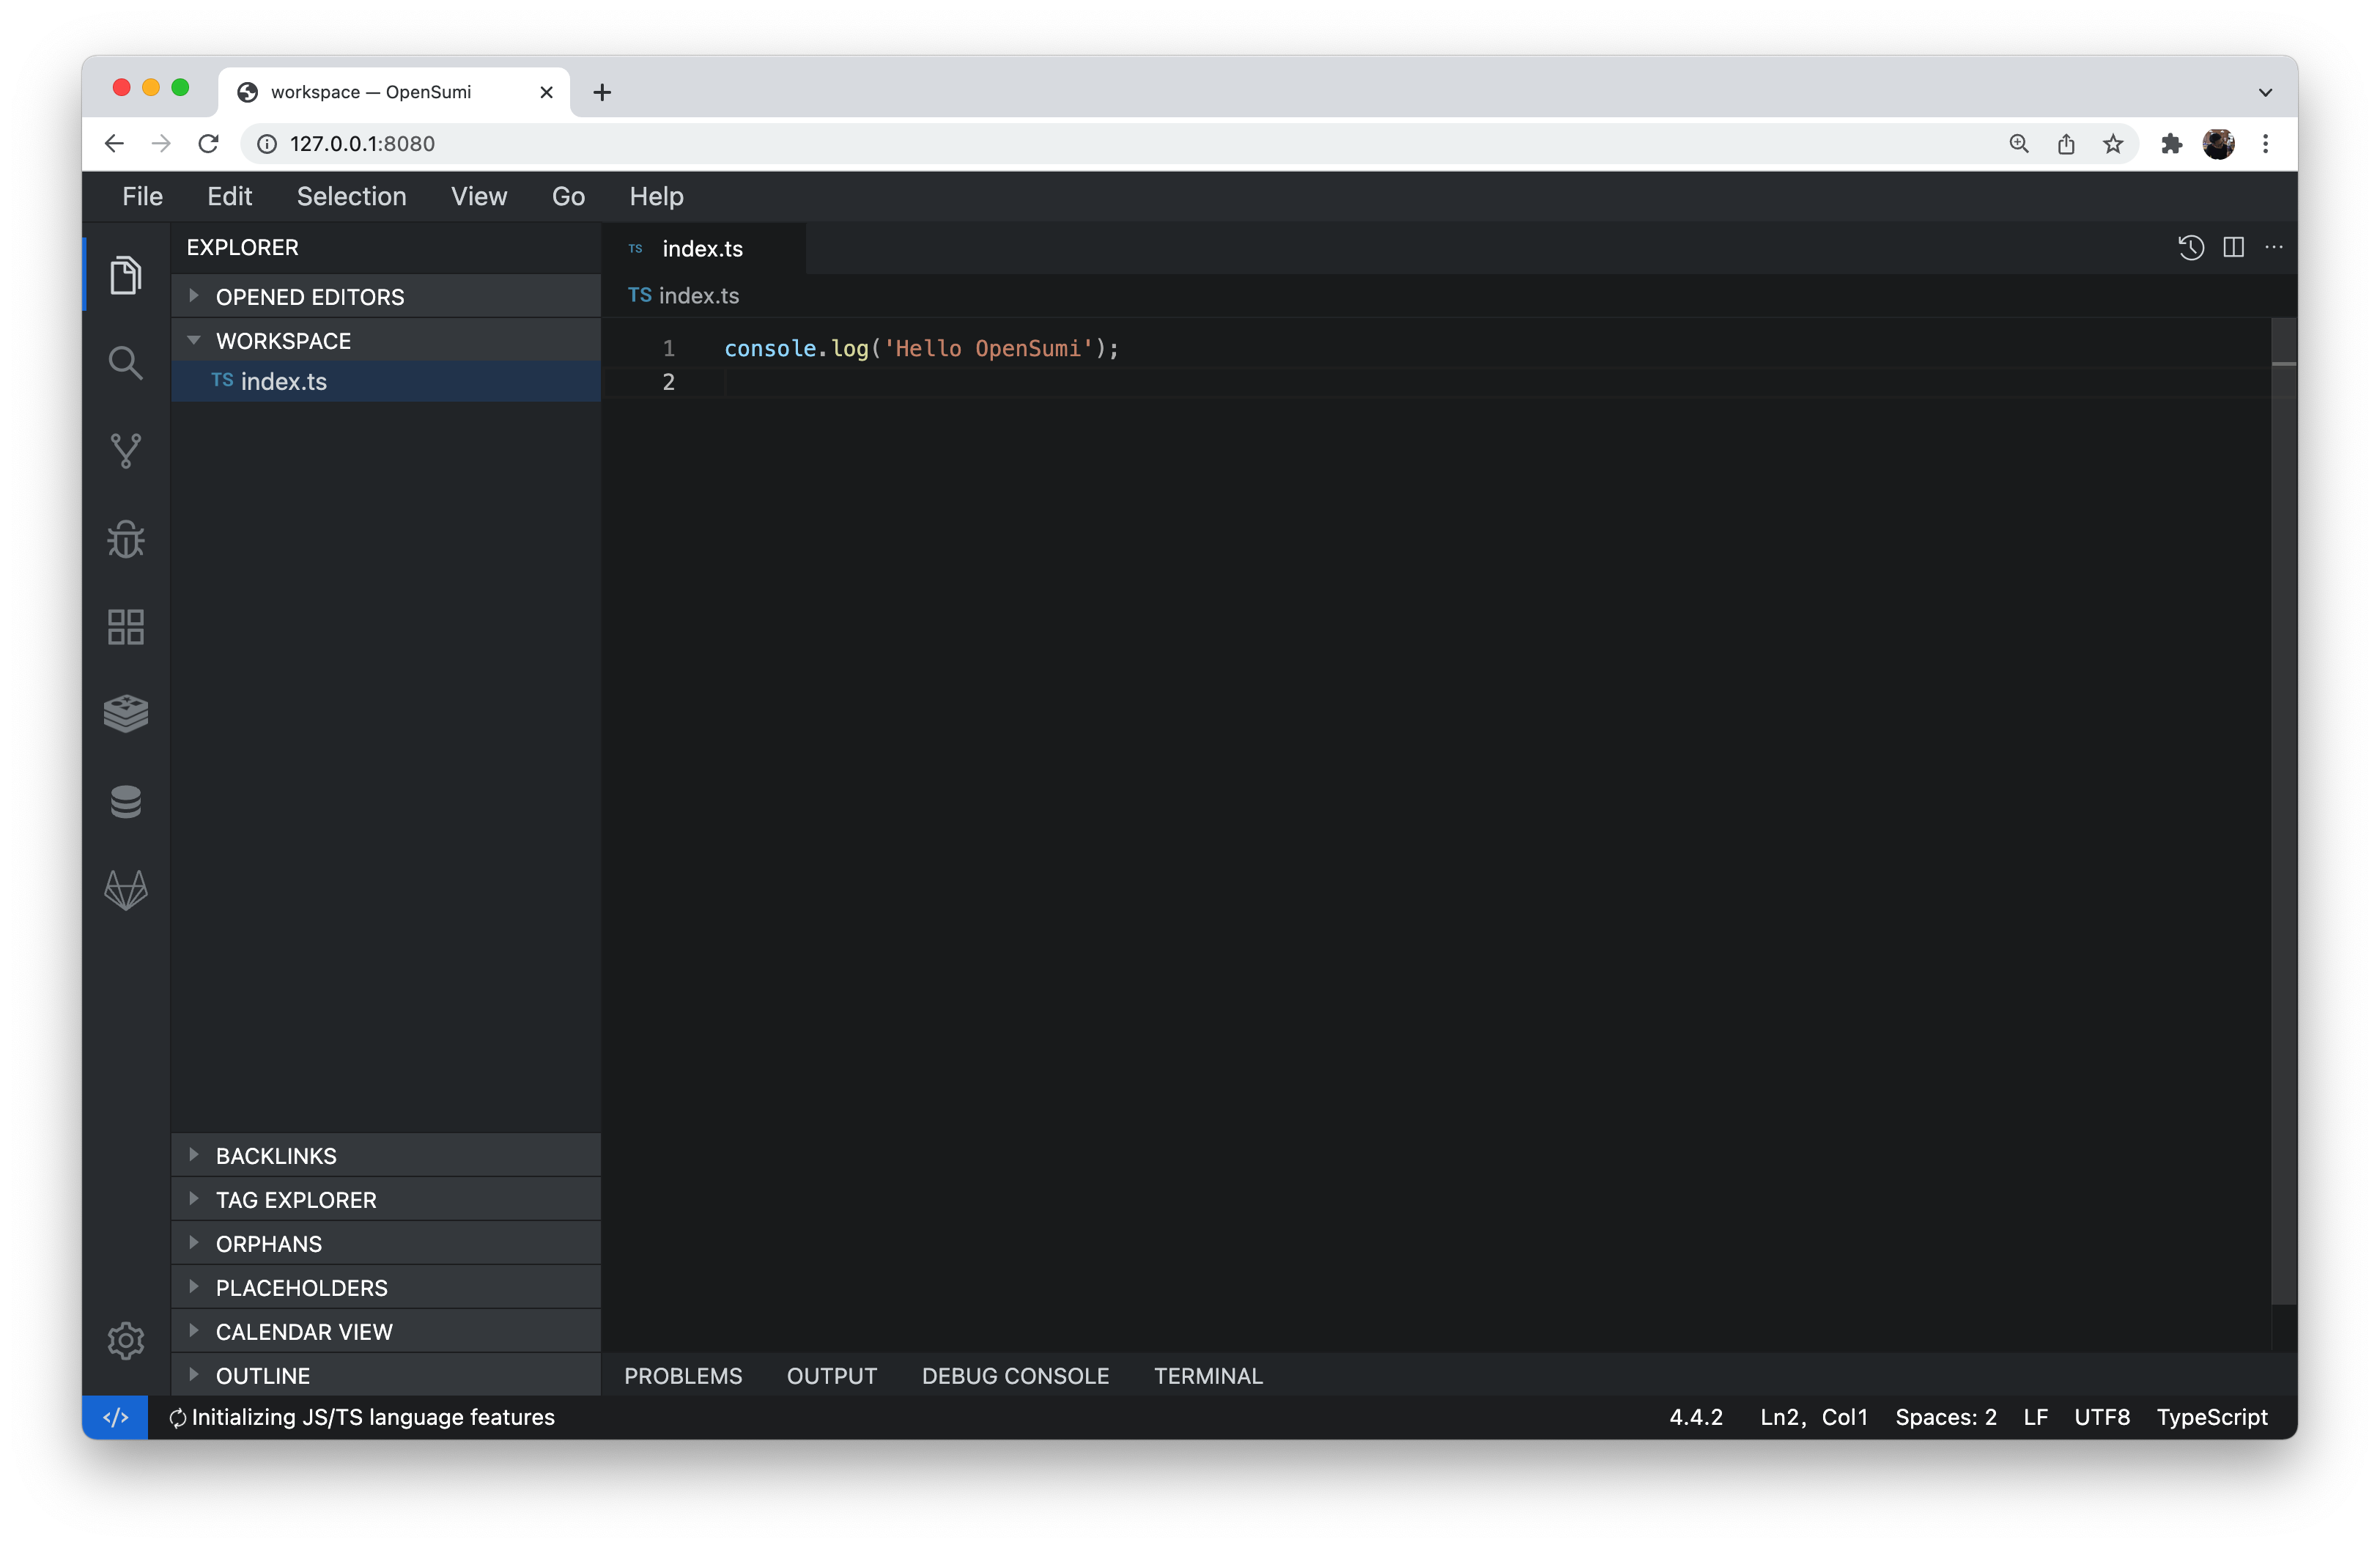 workspace — OpenSumi
127.0.0.1:8080
File Edit Selection View Go Help
EXPLORER
OPENED EDITORS
WORKSPACE
TS index.ts
TS index.ts
TS index.ts
1 console.log('Hello OpenSumi');
2
BACKLINKS
TAG EXPLORER
ORPHANS
PLACEHOLDERS
CALENDAR VIEW
OUTLINE
PROBLEMS OUTPUT DEBUG CONSOLE TERMINAL
</> Initializing JS/TS language features 4.4.2 Ln2, Col1 Spaces: 2 LF UTF8 TypeScript